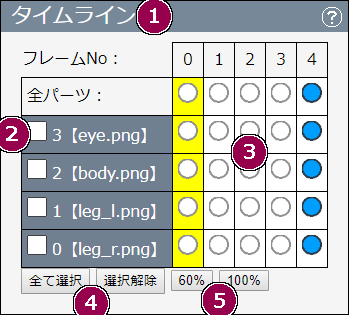 タイムライン 1 ?
フレームNo： 0 1 2 3 4
全パーツ：
2 3【eye.png】
3
2【body.png】
1【leg_l.png】
0【leg_r.png】
全て選択 選択解除 60% 100%
4 5